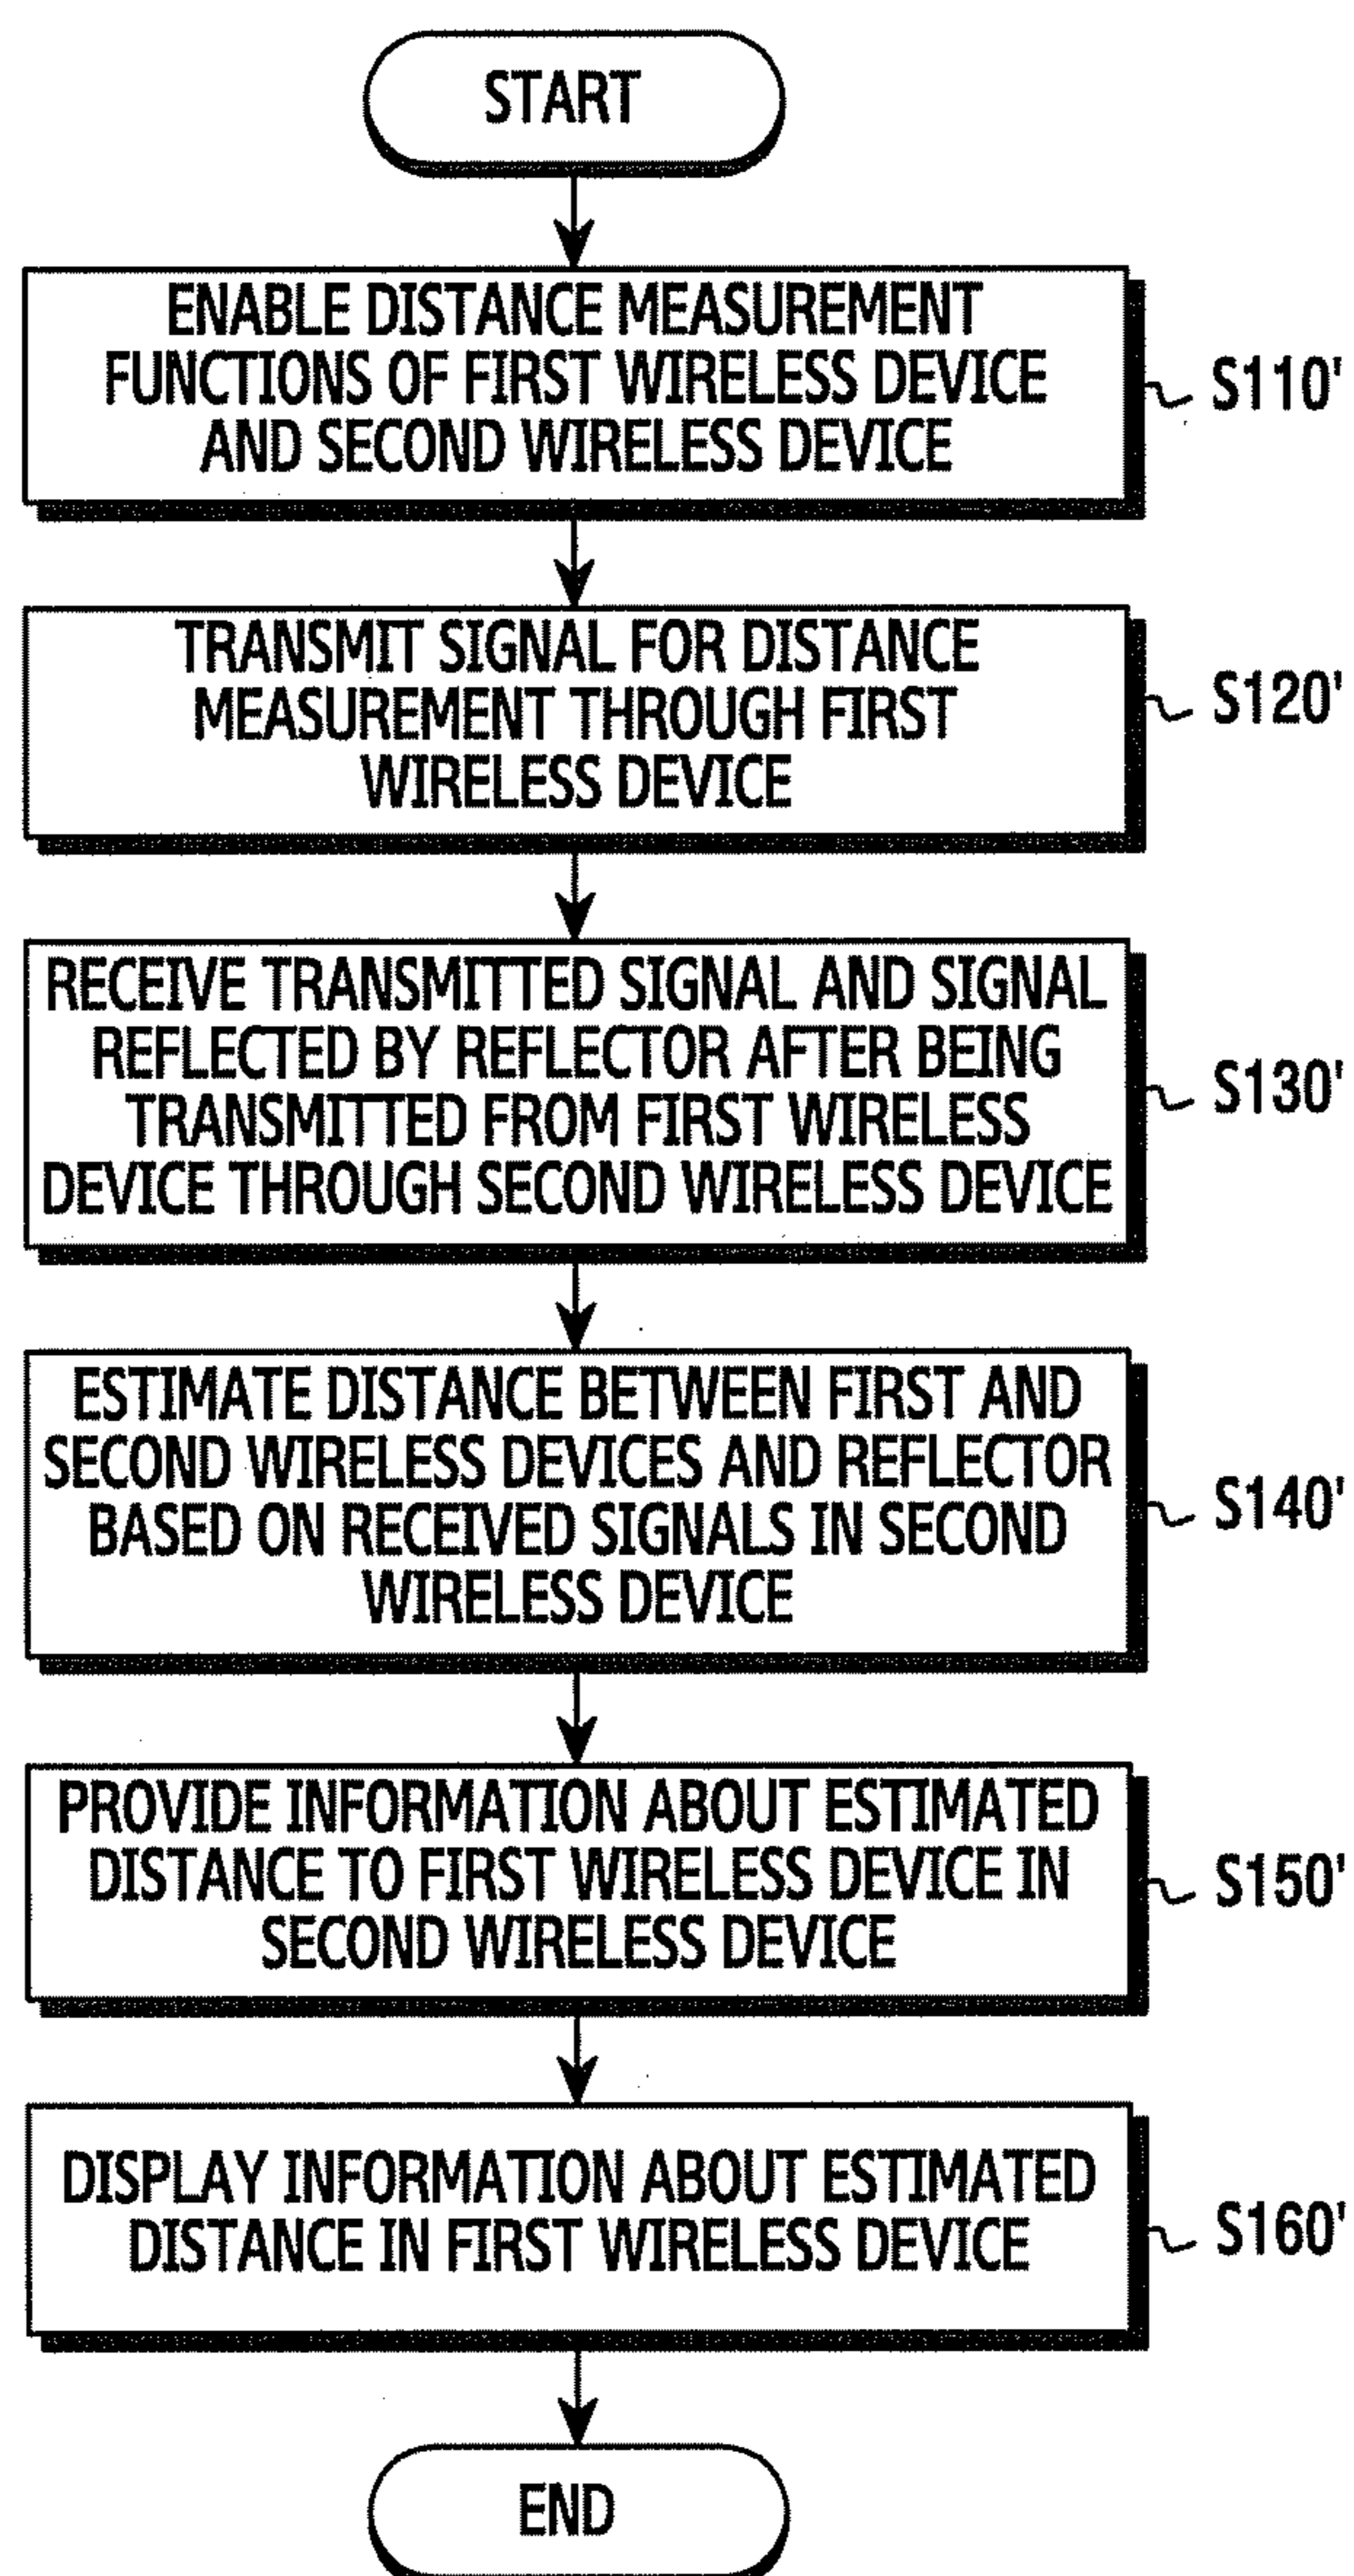 START
ENABLE DISTANCE MEASUREMENT
FUNCTIONS OF FIRST WIRELESS DEVICE
AND SECOND WIRELESS DEVICE
S110'
TRANSMIT SIGNAL FOR DISTANCE
MEASUREMENT THROUGH FIRST
WIRELESS DEVICE
S120'
RECEIVE TRANSMITTED SIGNAL AND SIGNAL
REFLECTED BY REFLECTOR AFTER BEING
TRANSMITTED FROM FIRST WIRELESS
DEVICE THROUGH SECOND WIRELESS DEVICE
S130'
ESTIMATE DISTANCE BETWEEN FIRST AND
SECOND WIRELESS DEVICES AND REFLECTOR
BASED ON RECEIVED SIGNALS IN SECOND
WIRELESS DEVICE
S140'
PROVIDE INFORMATION ABOUT ESTIMATED
DISTANCE TO FIRST WIRELESS DEVICE IN
SECOND WIRELESS DEVICE
S150'
DISPLAY INFORMATION ABOUT ESTIMATED
DISTANCE IN FIRST WIRELESS DEVICE
S160'
END